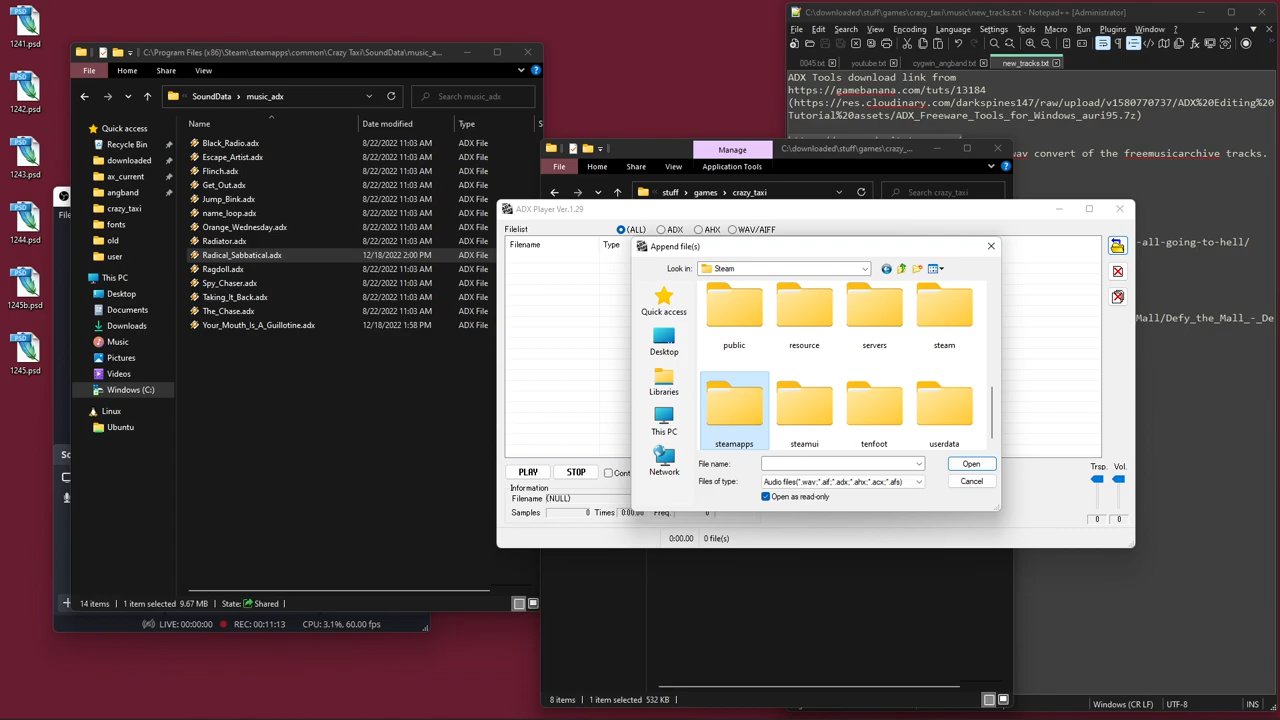 1241.psd
1242.psd
1243.psd
1244.psd
1245b.psd
1245.psd
C:\Program Files (x86)\Steam\steamapps\common\Crazy Taxi\SoundData\music_a...
File Home Share View
SoundData music_adx
Search music_adx
Quick access
Recycle Bin
downloaded
ax_current
angband
crazy_taxi
fonts
old
user
This PC
Desktop
Documents
Downloads
Music
Pictures
Videos
Windows (C:)
Linux
Ubuntu
Name Date modified Type
Black_Radio.adx 8/22/2022 11:03 AM ADX File
Escape_Artist.adx 8/22/2022 11:03 AM ADX File
Flinch.adx 8/22/2022 11:03 AM ADX File
Get_Out.adx 8/22/2022 11:03 AM ADX File
Jump_Bink.adx 8/22/2022 11:03 AM ADX File
name_loop.adx 8/22/2022 11:03 AM ADX File
Orange_Wednesday.adx 8/22/2022 11:03 AM ADX File
Radiator.adx 8/22/2022 11:03 AM ADX File
Radical_Sabbatical.adx 12/18/2022 2:00 PM ADX File
Ragdoll.adx 8/22/2022 11:03 AM ADX File
Spy_Chaser.adx 8/22/2022 11:03 AM ADX File
Taking_It_Back.adx 8/22/2022 11:03 AM ADX File
The_Chase.adx 8/22/2022 11:03 AM ADX File
Your_Mouth_Is_A_Guillotine.adx 12/18/2022 1:58 PM ADX File
14 items 1 item selected 9.67 MB State: Shared
LIVE: 00:00:00 REC: 00:11:13 CPU: 3.1%, 60.00 fps
C:\downloaded\stuff\games\crazy_taxi\music\new_tracks.txt - Notepad++ [Administrator]
File Edit Search View Encoding Language Settings Tools Macro Run Plugins Window
0045.txt youtube.txt cygwin_angband.txt new_tracks.txt
ADX Tools download link from
https://gamebanana.com/tuts/13184
(https://res.cloudinary.com/darkspines147/raw/upload/v1580770737/ADX%20Editing%20
Tutorial%20assets/ADX_Freeware_Tools_for_Windows_auri95.7z)
wav convert of the freemusicarchive tracks.
-all-going-to-hell/
Mall/Defy_the_Mall_-_De
Windows (CR LF) UTF-8 INS
Manage C:\downloaded\stuff\games\crazy_...
File Home Share View Application Tools
stuff games crazy_taxi
Search crazy_taxi
8 items 1 item selected 532 KB
ADX Player Ver.1.29
Filelist (ALL) ADX AHX WAV/AIFF
Filename Type
PLAY STOP Cont
Information
Filename (NULL)
Samples 0 Times 0:00.00 Freq. 0
0:00.00 0 file(s)
Trsp. Vol.
0 0
Append file(s)
Look in: Steam
Quick access
Desktop
Libraries
This PC
Network
public resource servers steam
steamapps steamui tenfoot userdata
File name: Open
Files of type: Audio files(*.wav;*.aif;*.adx;*.ahx;*.acx;*.afs) Cancel
Open as read-only